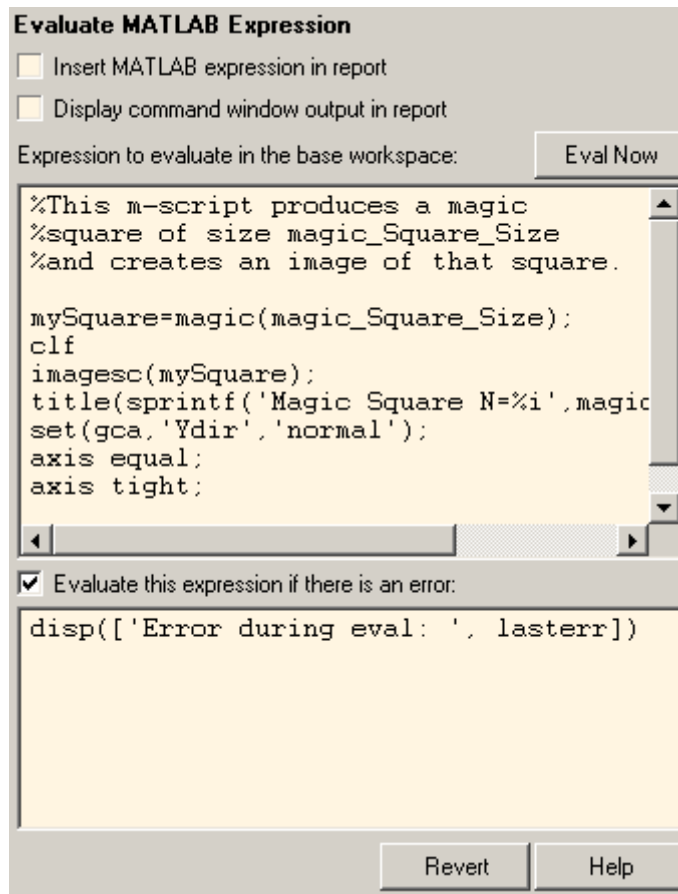 Evaluate MATLAB Expression
Insert MATLAB expression in report
Display command window output in report
Expression to evaluate in the base workspace:
Eval Now
%This m-script produces a magic
%square of size magic_Square_Size
%and creates an image of that square.
mySquare=magic(magic_Square_Size);
clf
imagesc(mySquare);
title(sprintf('Magic Square N=%i',magic
set(gca,'Ydir','normal');
axis equal;
axis tight;
Evaluate this expression if there is an error:
disp(['Error during eval: ', lasterr])
Revert
Help